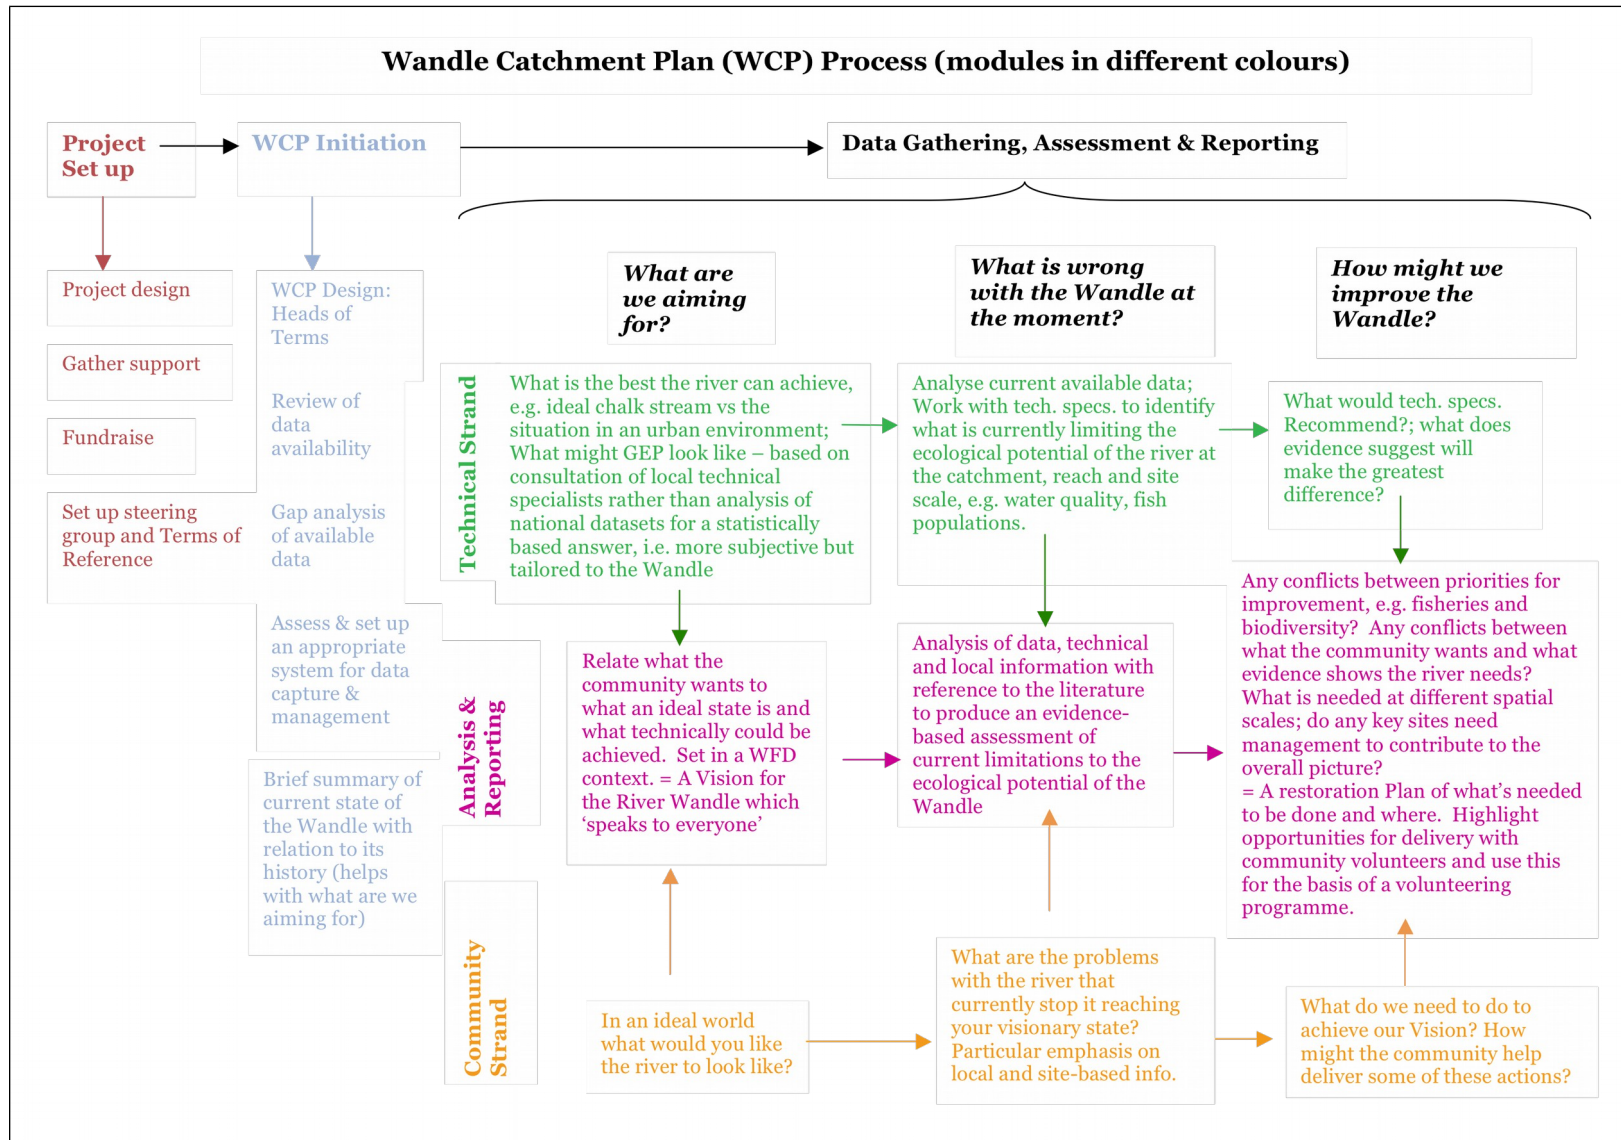 Wandle Catchment Plan (WCP) Process (modules in different colours)
Project
Set up
WCP Initiation
Data Gathering, Assessment & Reporting
Project design
Gather support
Fundraise
Set up steering
group and Terms of
Reference
WCP Design:
Heads of
Terms
Review of
data
availability
Gap analysis
of available
data
Assess & set up
an appropriate
system for data
capture &
management
Brief summary of
current state of
the Wandle with
relation to its
history (helps
with what are we
aiming for)
What are
we aiming
for?
What is wrong
with the Wandle at
the moment?
How might we
improve the
Wandle?
Technical Strand
What is the best the river can achieve,
e.g. ideal chalk stream vs the
situation in an urban environment;
What might GEP look like – based on
consultation of local technical
specialists rather than analysis of
national datasets for a statistically
based answer, i.e. more subjective but
tailored to the Wandle
Analyse current available data;
Work with tech. specs. to identify
what is currently limiting the
ecological potential of the river at
the catchment, reach and site
scale, e.g. water quality, fish
populations.
What would tech. specs.
Recommend?; what does
evidence suggest will
make the greatest
difference?
Analysis &
Reporting
Relate what the
community wants to
what an ideal state is and
what technically could be
achieved.  Set in a WFD
context. = A Vision for
the River Wandle which
‘speaks to everyone’
Analysis of data, technical
and local information with
reference to the literature
to produce an evidence-
based assessment of
current limitations to the
ecological potential of the
Wandle
Any conflicts between priorities for
improvement, e.g. fisheries and
biodiversity?  Any conflicts between
what the community wants and what
evidence shows the river needs?
What is needed at different spatial
scales; do any key sites need
management to contribute to the
overall picture?
= A restoration Plan of what’s needed
to be done and where.  Highlight
opportunities for delivery with
community volunteers and use this
for the basis of a volunteering
programme.
Community
Strand
In an ideal world
what would you like
the river to look like?
What are the problems
with the river that
currently stop it reaching
your visionary state?
Particular emphasis on
local and site-based info.
What do we need to do to
achieve our Vision? How
might the community help
deliver some of these actions?